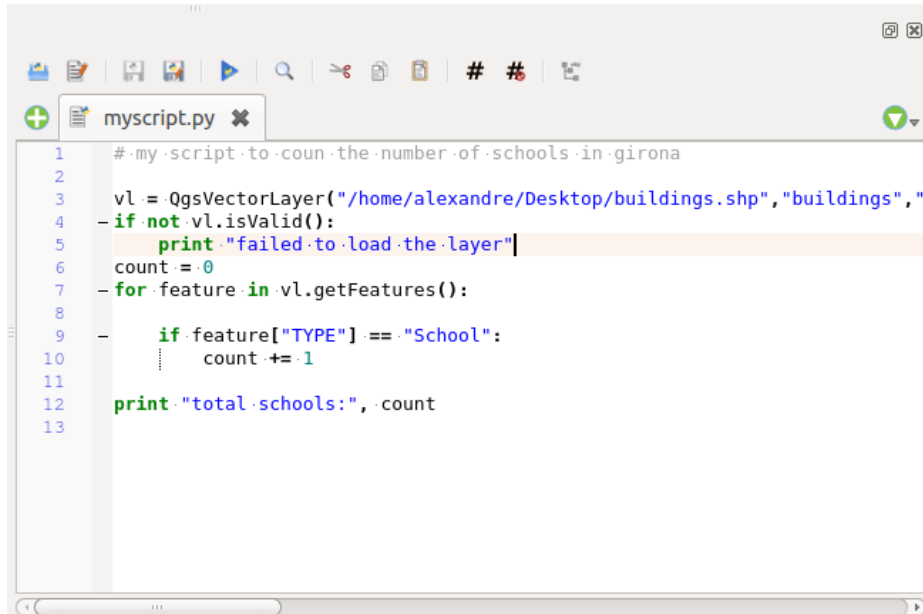 myscript.py
1 # my script to coun the number of schools in girona
2
3 vl = QgsVectorLayer("/home/alexandre/Desktop/buildings.shp","buildings","
4 if not vl.isValid():
5     print "failed to load the layer"
6 count = 0
7 for feature in vl.getFeatures():
8
9     if feature["TYPE"] == "School":
10         count += 1
11
12 print "total schools:", count
13